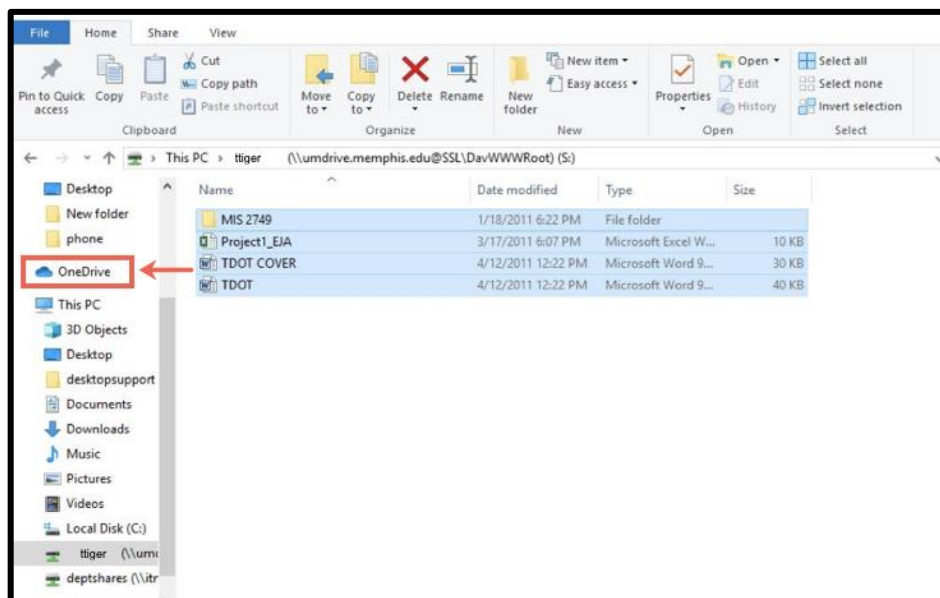 File Home Share View
Pin to Quick access
Copy
Paste
Cut
Copy path
Paste shortcut
Clipboard
Move to
Copy to
Delete
Rename
Organize
New folder
New item
Easy access
New
Properties
Open
Edit
History
Open
Select all
Select none
Invert selection
Select
This PC > ttiger (\\umdrive.memphis.edu@SSL\DavWWWRoot) (S:)
Desktop
New folder
phone
OneDrive
This PC
3D Objects
Desktop
desktopsupport
Documents
Downloads
Music
Pictures
Videos
Local Disk (C:)
ttiger (\\um
deptshares (\\itr
Name Date modified Type Size
MIS 2749 1/18/2011 6:22 PM File folder
Project1_EJA 3/17/2011 6:07 PM Microsoft Excel W... 10 KB
TDOT COVER 4/12/2011 12:22 PM Microsoft Word 9... 30 KB
TDOT 4/12/2011 12:22 PM Microsoft Word 9... 40 KB